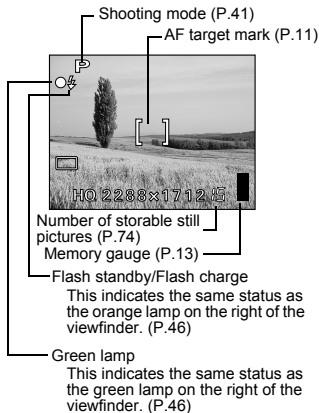 Shooting mode (P.41)
AF target mark (P.11)
P
[ ]
HQ 2288×1712 15
Number of storable still
pictures (P.74)
Memory gauge (P.13)
Flash standby/Flash charge
This indicates the same status as
the orange lamp on the right of the
viewfinder. (P.46)
Green lamp
This indicates the same status as
the green lamp on the right of the
viewfinder. (P.46)